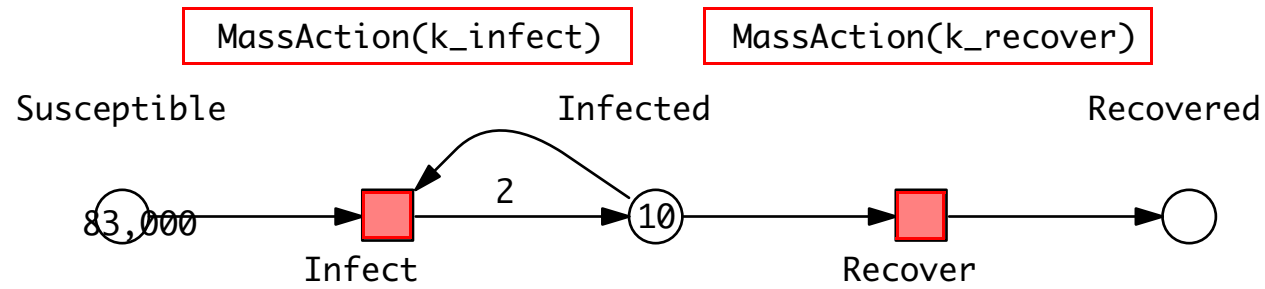 MassAction(k_infect)
MassAction(k_recover)
Susceptible
Infected
Recovered
2
83,000
10
Infect
Recover